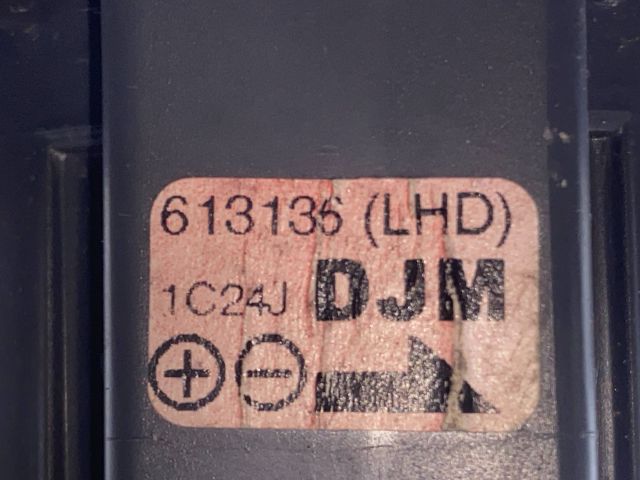 613136 (LHD)
1C24J DJM
+ -